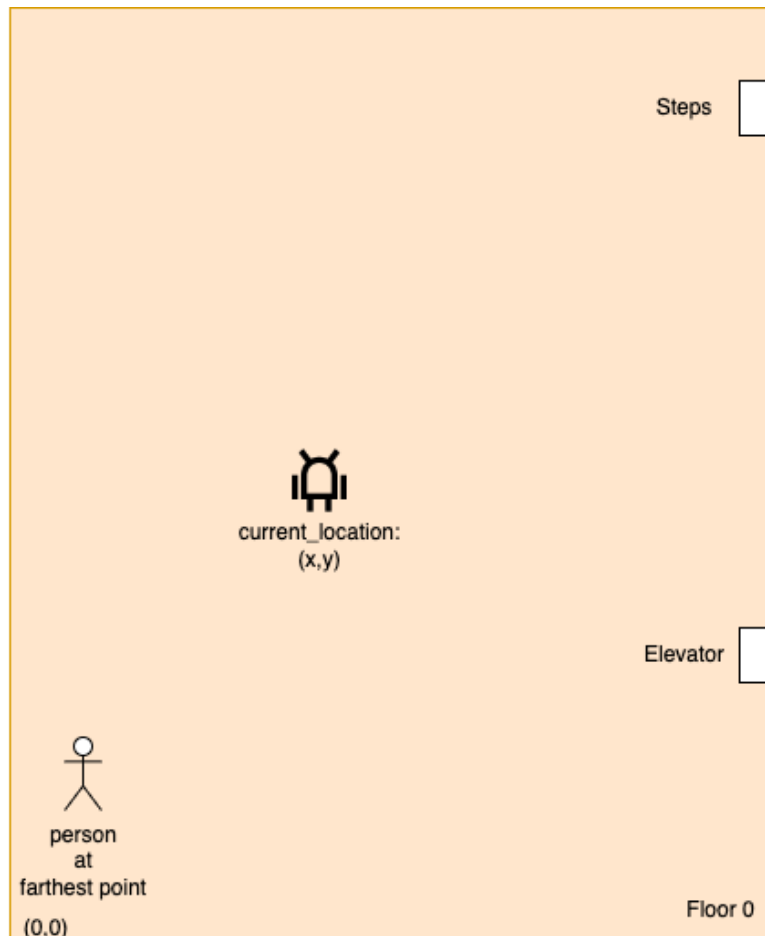 Steps
current_location:
(x,y)
Elevator
person
at
farthest point
Floor 0
(0,0)